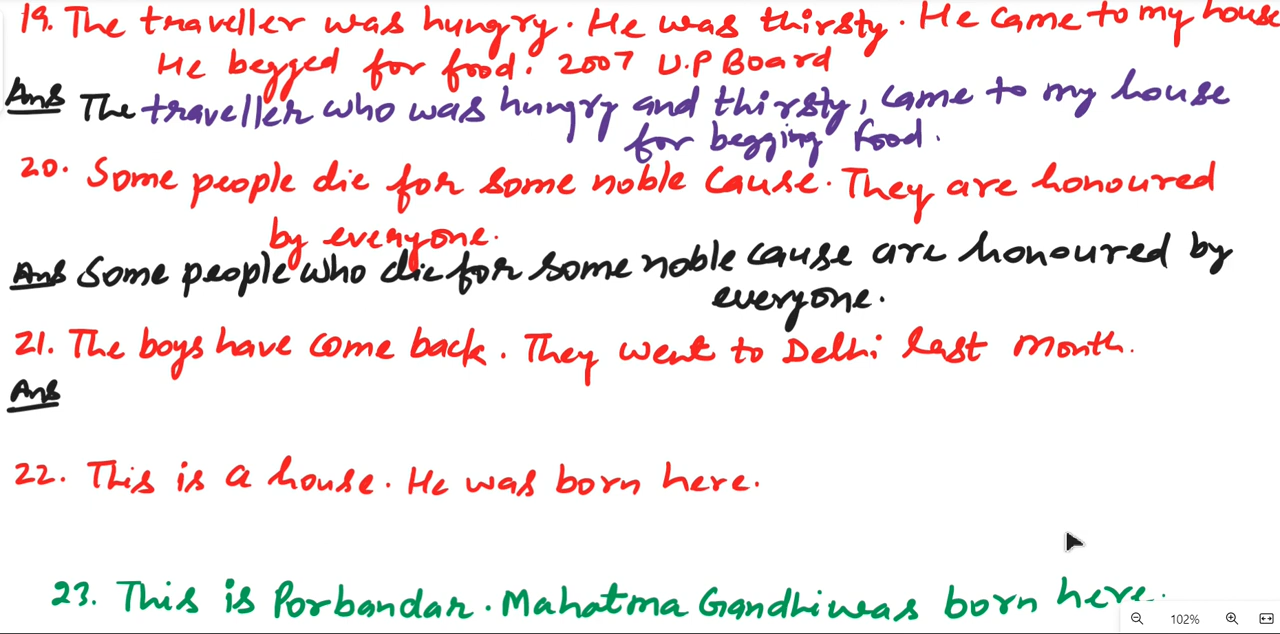 19. The traveller was hungry. He was thirsty. He came to my house
He begged for food. 2007 U.P Board
Ans The traveller who was hungry and thirsty, came to my house
for begging food.
20. Some people die for some noble cause. They are honoured
by everyone.
Ans Some people who die for some noble cause are honoured by
everyone.
21. The boys have come back. They went to Delhi last month.
Ans
22. This is a house. He was born here.
23. This is Porbandar. Mahatma Gandhi was born here.
102%